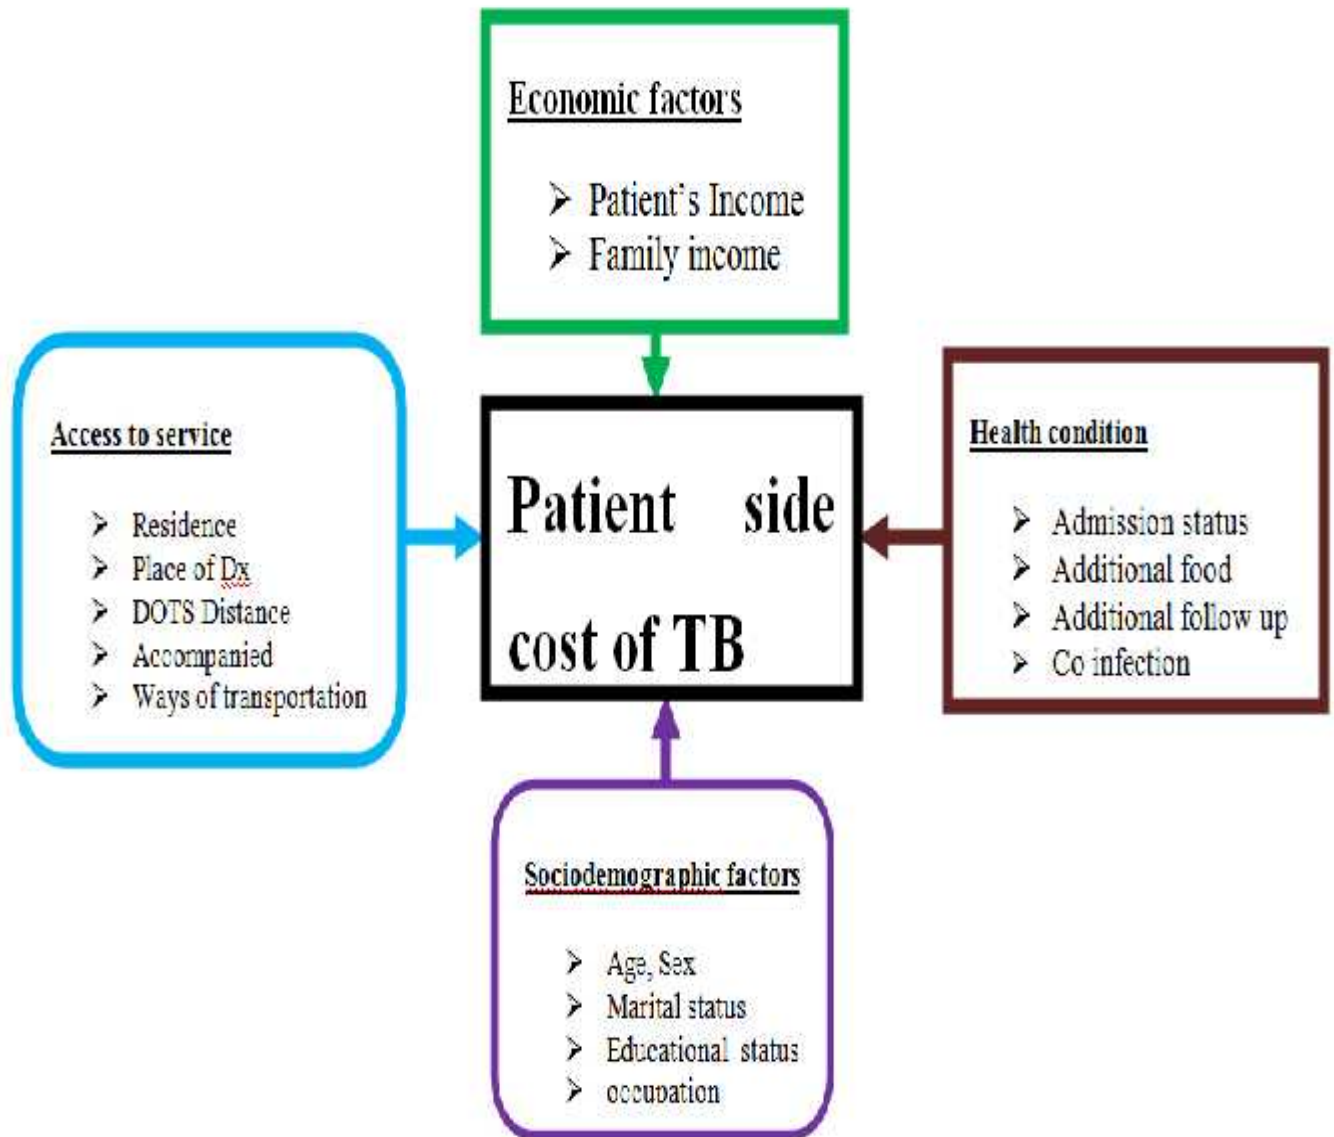 Economic factors
➢ Patient's Income
➢ Family income
Access to service
➢ Residence
➢ Place of Dx
➢ DOTS Distance
➢ Accompanied
➢ Ways of transportation
Patient side
cost of TB
Health condition
➢ Admission status
➢ Additional food
➢ Additional follow up
➢ Co infection
Sociodemographic factors
➢ Age, Sex
➢ Marital status
➢ Educational status
➢ occupation